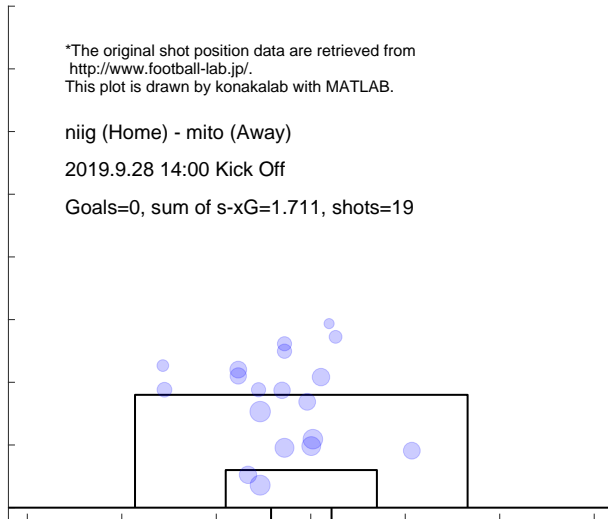 *The original shot position data are retrieved from
http://www.football-lab.jp/.
This plot is drawn by konakalab with MATLAB.
niig (Home) - mito (Away)
2019.9.28 14:00 Kick Off
Goals=0, sum of s-xG=1.711, shots=19